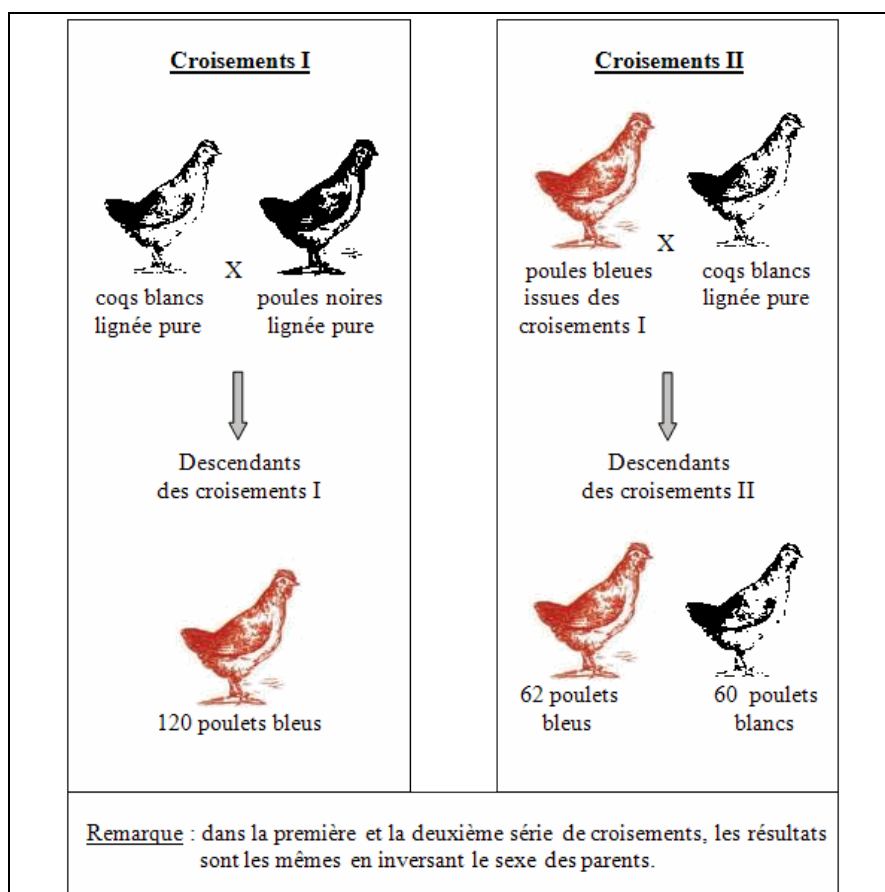 Croisements I
X
coqs blancs
lignée pure
poules noires
lignée pure
Descendants
des croisements I
120 poulets bleus
Croisements II
X
poules bleues
issues des
croisements I
coqs blancs
lignée pure
Descendants
des croisements II
62 poulets
bleus
60 poulets
blancs
Remarque : dans la première et la deuxième série de croisements, les résultats
sont les mêmes en inversant le sexe des parents.